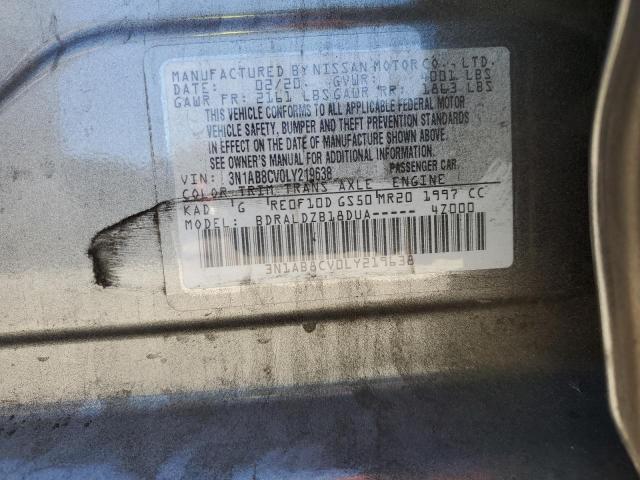 MANUFACTURED BY NISSAN MOTOR CO., LTD.
DATE: 02/20 GVWR: 4001 LBS
GAWR FR: 2161 LBS GAWR RR: 1863 LBS
THIS VEHICLE CONFORMS TO ALL APPLICABLE FEDERAL MOTOR
VEHICLE SAFETY, BUMPER AND THEFT PREVENTION STANDARDS
IN EFFECT ON THE DATE OF MANUFACTURE SHOWN ABOVE.
SEE OWNER'S MANUAL FOR ADDITIONAL INFORMATION.
VIN: 3N1AB8CV0LY219638 PASSENGER CAR
COLOR TRIM TRANS AXLE ENGINE
KAD G RE0F10D GS50 MR20 1997 CC
MODEL: BDRALDZB18DUA----- 4Z000
3N1AB8CV0LY219638